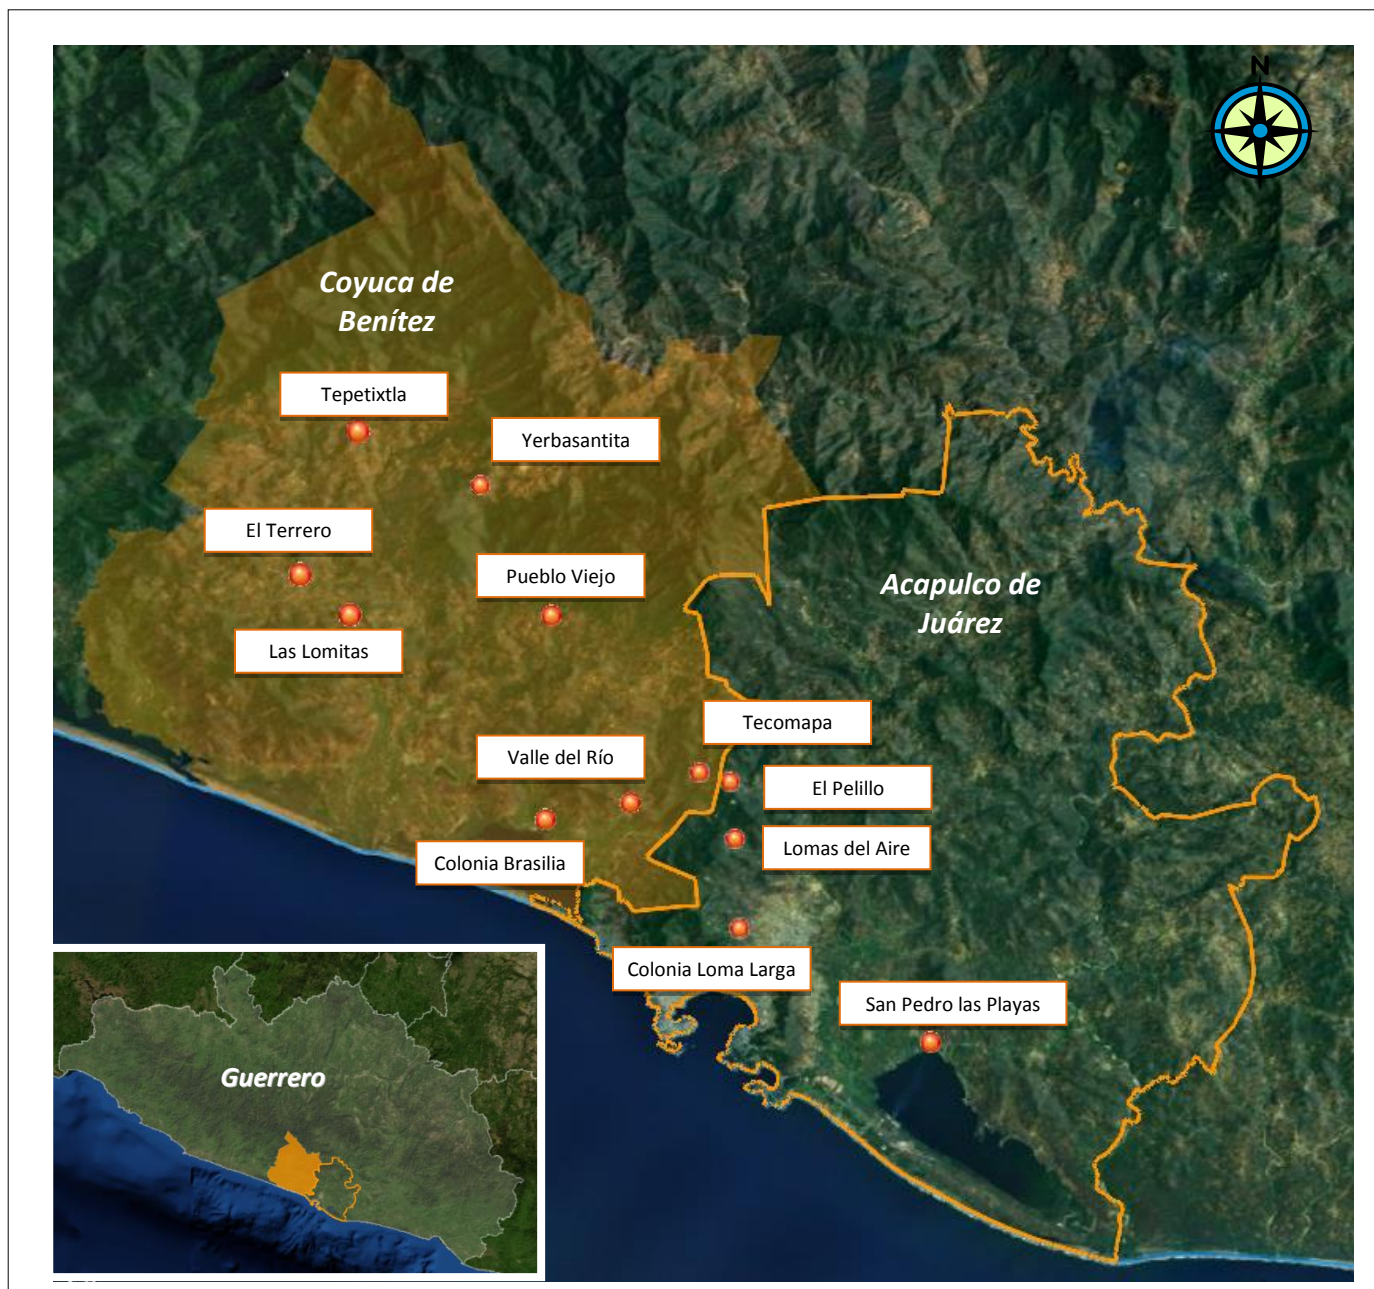 N
Coyuca de
Benítez
Tepetixtla
Yerbasantita
El Terrero
Pueblo Viejo
Acapulco de
Juárez
Las Lomitas
Tecomapa
Valle del Río
El Pelillo
Lomas del Aire
Colonia Brasilia
Colonia Loma Larga
San Pedro las Playas
Guerrero